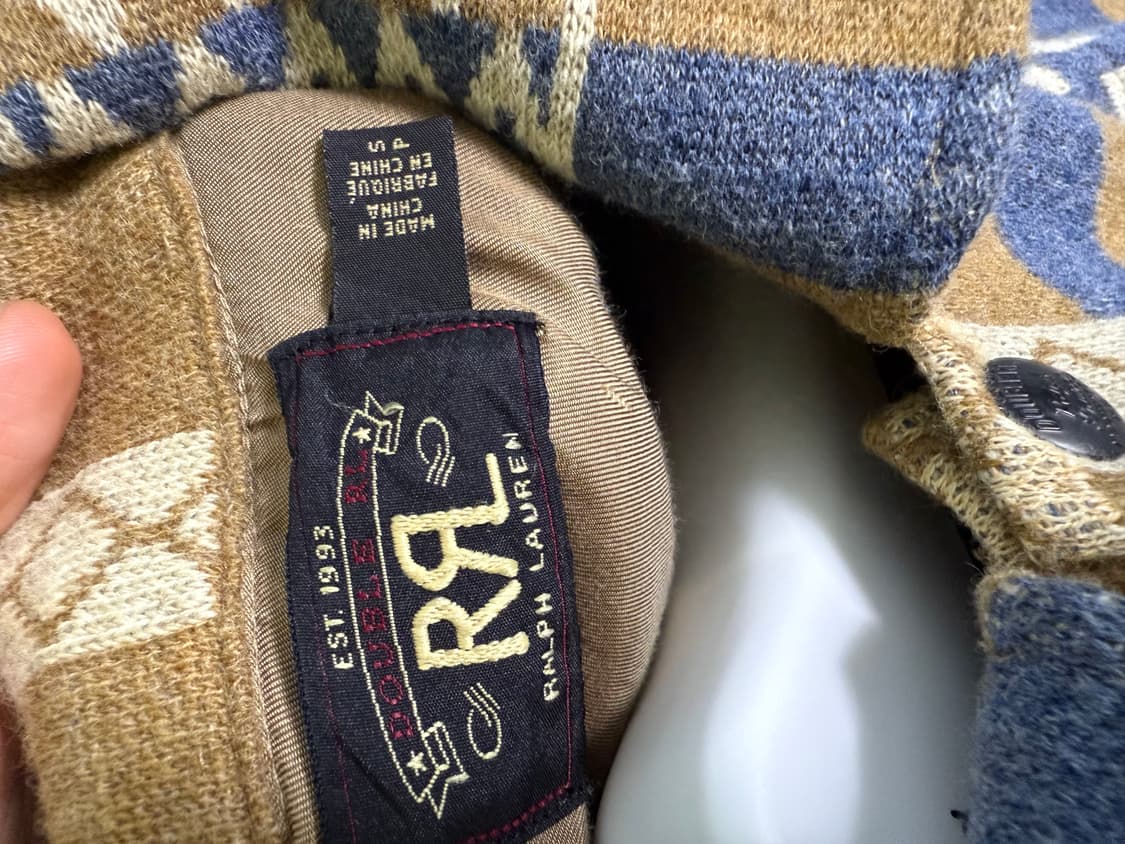 EST. 1993
DOUBLE RL
RRL
RALPH LAUREN
MADE IN
CHINA
FABRIQUÉ
EN CHINE
S P